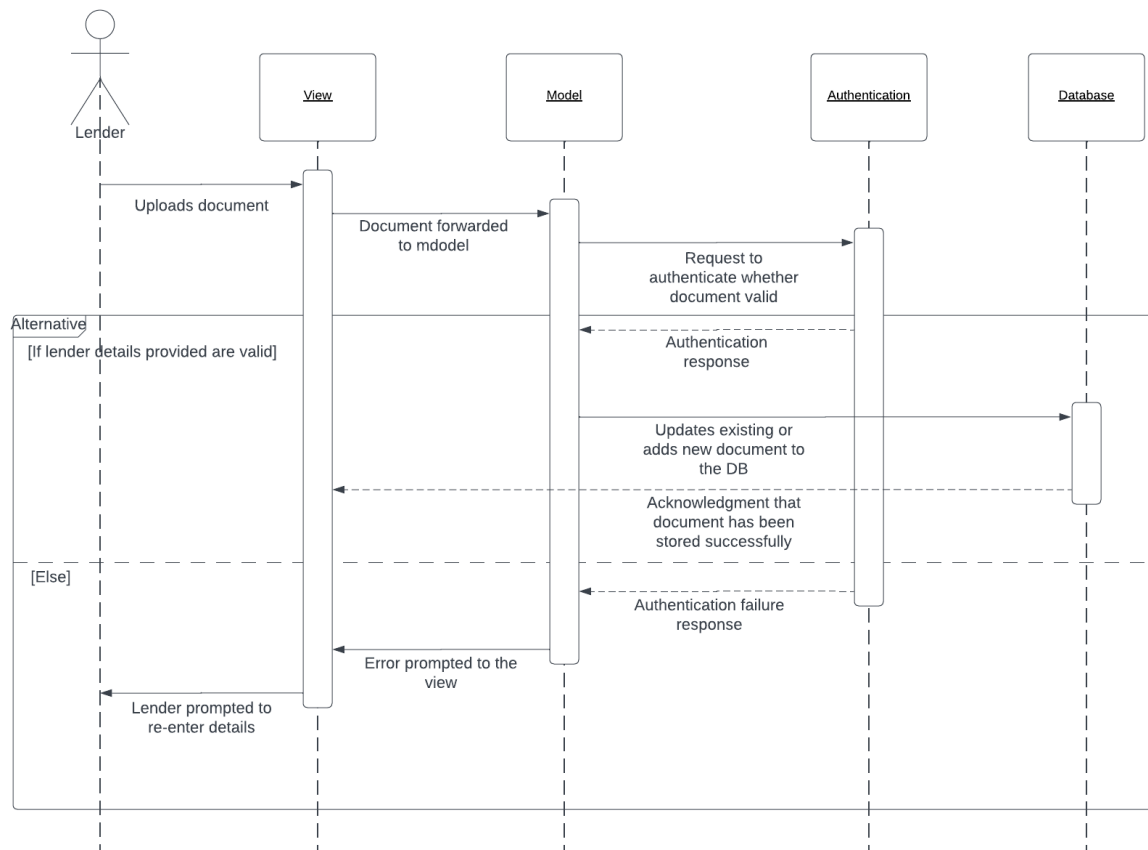 Lender
View
Model
Authentication
Database
Uploads document
Document forwarded
to mdodel
Request to
authenticate whether
document valid
Alternative
[If lender details provided are valid]
Authentication
response
Updates existing or
adds new document to
the DB
Acknowledgment that
document has been
stored successfully
[Else]
Authentication failure
response
Error prompted to the
view
Lender prompted to
re-enter details